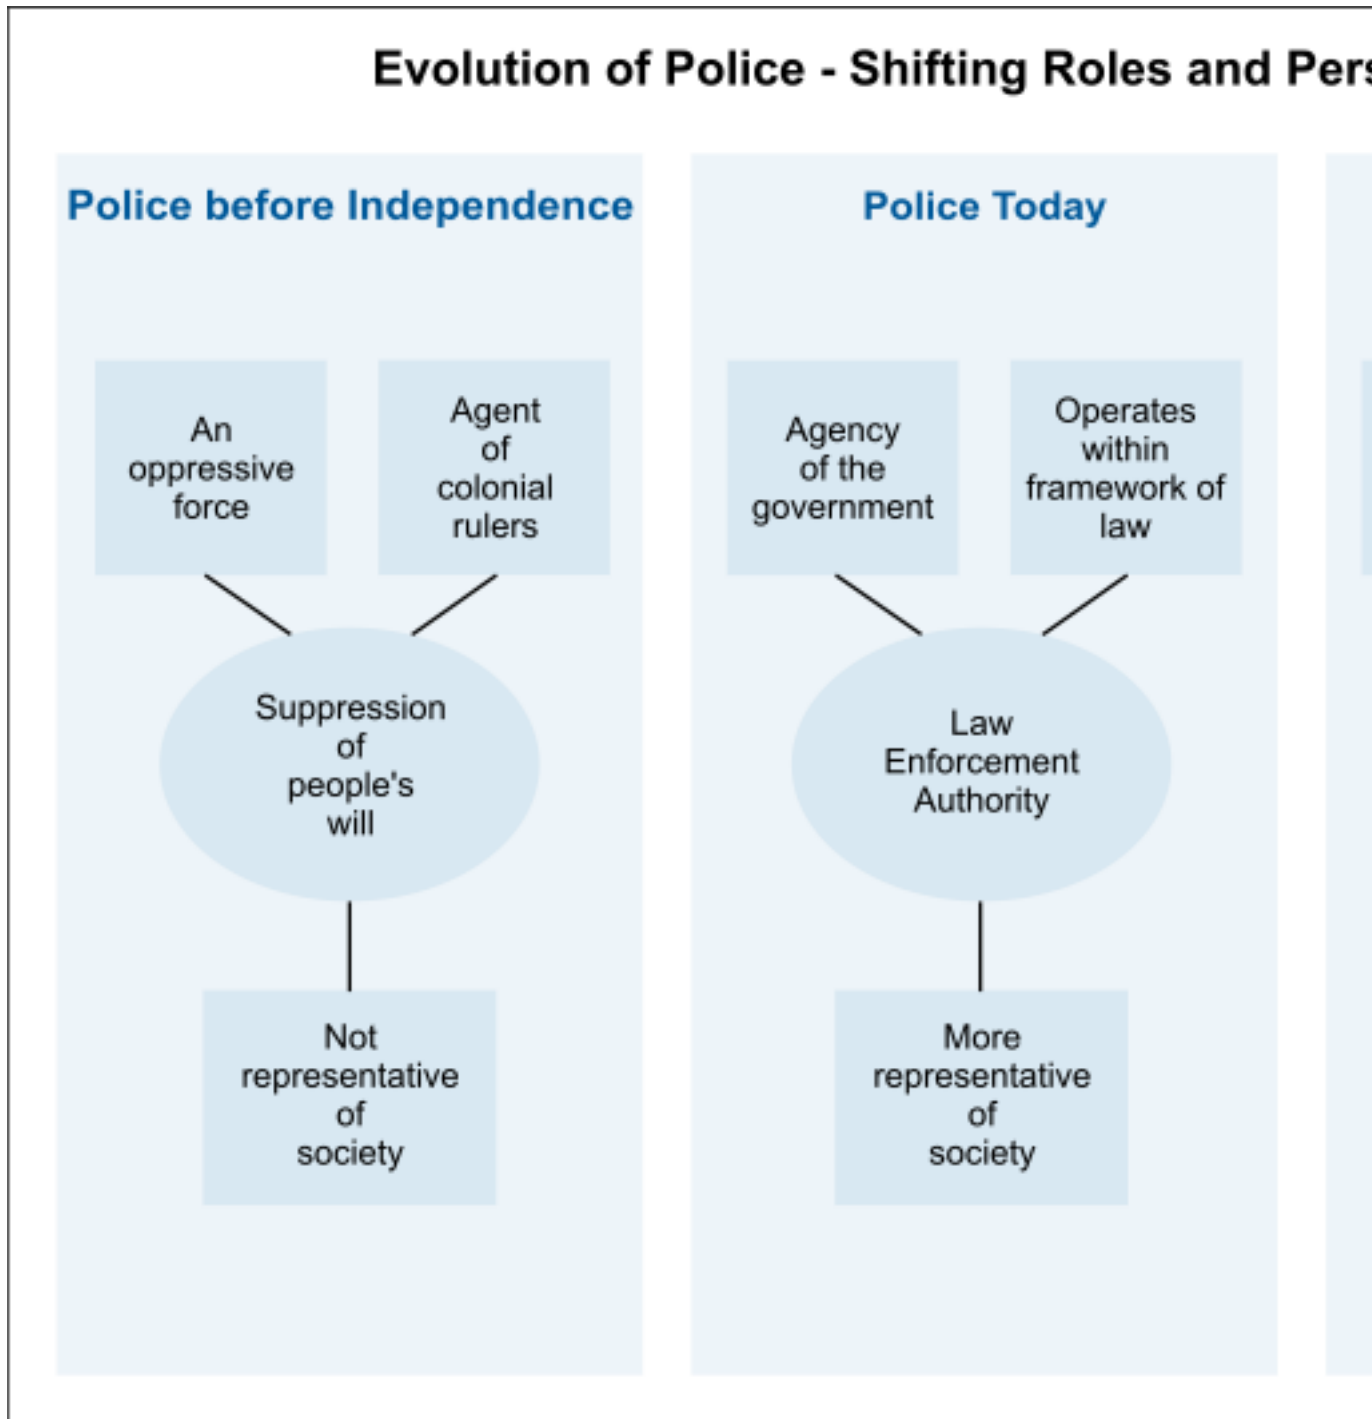 Evolution of Police - Shifting Roles and
Police before Independence
An
oppressive
force
Agent
of
colonial
rulers
Suppression
of
people's
will
Not
representative
of
society
Police Today
Agency
of the
government
Operates
within
framework of
law
Law
Enforcement
Authority
More
representative
of
society